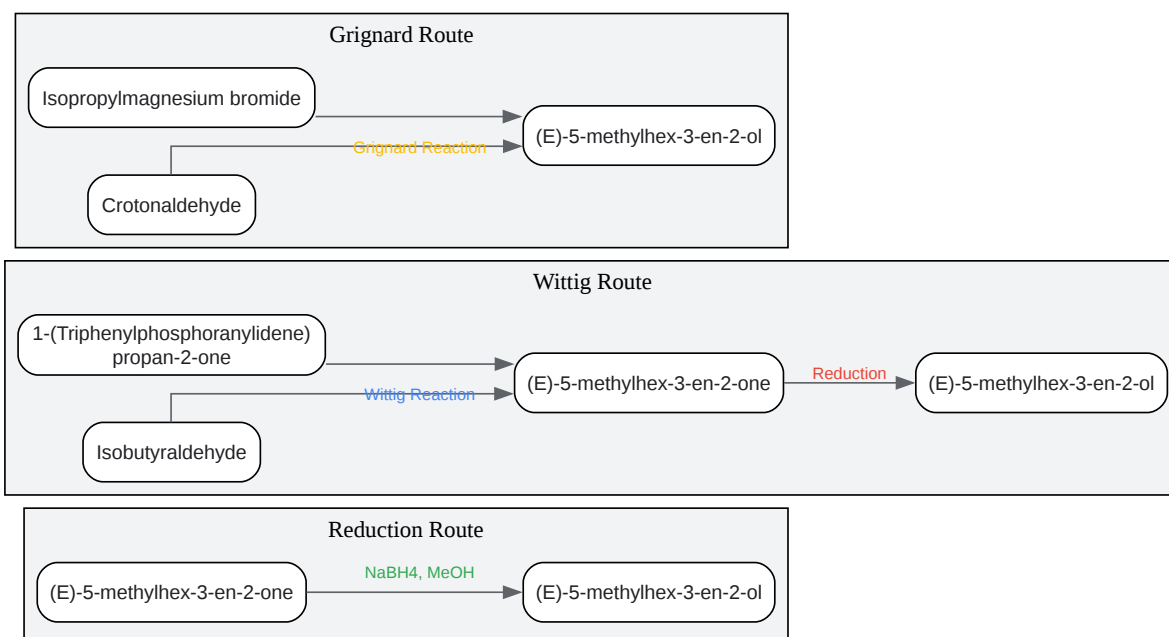 Grignard Route
Isopropylmagnesium bromide
(E)-5-methylhex-3-en-2-ol
Grignard Reaction
Crotonaldehyde
Wittig Route
1-(Triphenylphosphoranylidene)
propan-2-one
(E)-5-methylhex-3-en-2-one
Reduction
(E)-5-methylhex-3-en-2-ol
Wittig Reaction
Isobutyraldehyde
Reduction Route
(E)-5-methylhex-3-en-2-one
NaBH4, MeOH
(E)-5-methylhex-3-en-2-ol